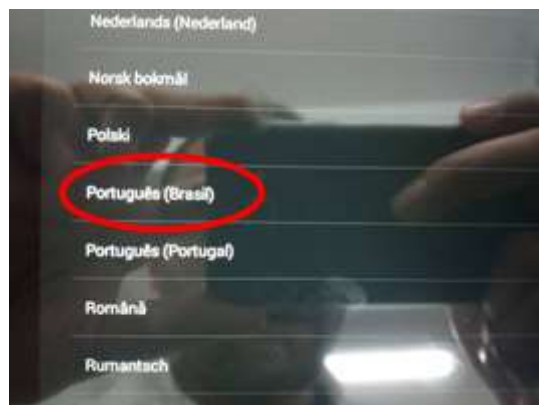 Nederlands (Nederland)
Norsk bokmål
Polski
Português (Brasil)
Português (Portugal)
Română
Rumantsch